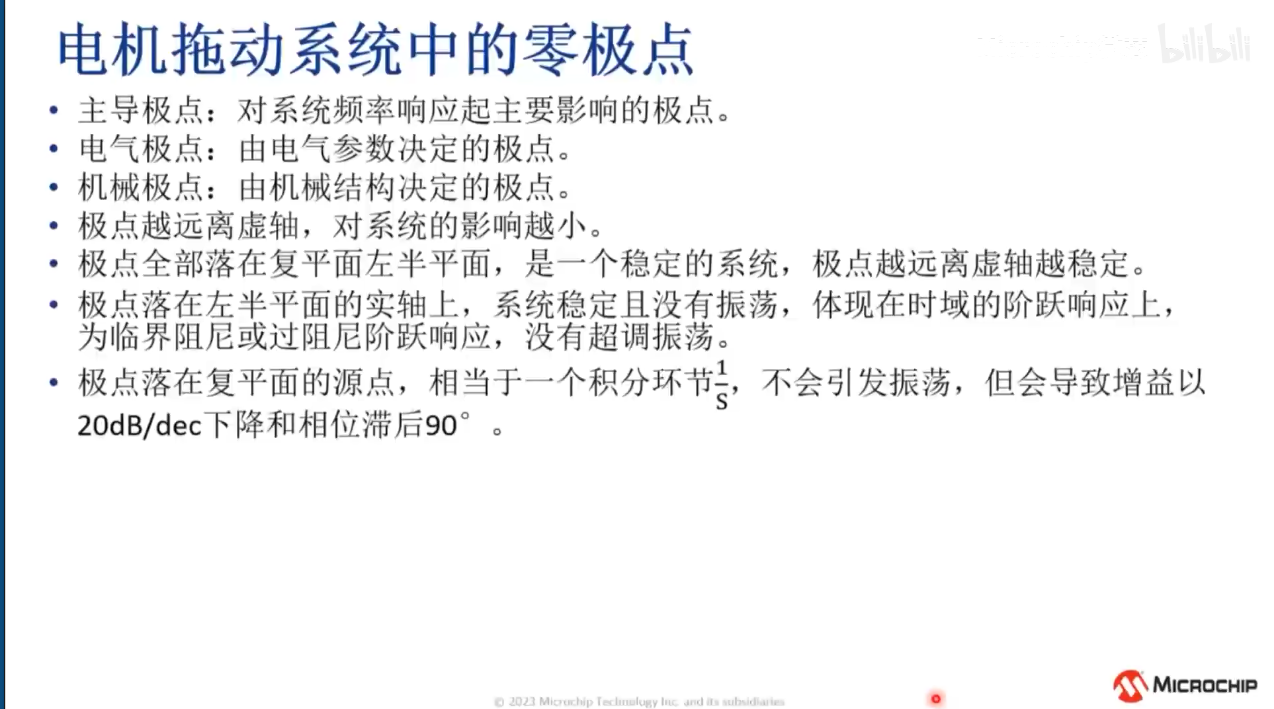 电机拖动系统中的零极点
bilibili
• 主导极点：对系统频率响应起主要影响的极点。
• 电气极点：由电气参数决定的极点。
• 机械极点：由机械结构决定的极点。
• 极点越远离虚轴，对系统的影响越小。
• 极点全部落在复平面左半平面，是一个稳定的系统，极点越远离虚轴越稳定。
• 极点落在左半平面的实轴上，系统稳定且没有振荡，体现在时域的阶跃响应上，
为临界阻尼或过阻尼阶跃响应，没有超调振荡。
• 极点落在复平面的源点，相当于一个积分环节1/S，不会引发振荡，但会导致增益以
20dB/dec下降和相位滞后90°。
© 2023 Microchip Technology Inc. and its subsidiaries
MICROCHIP